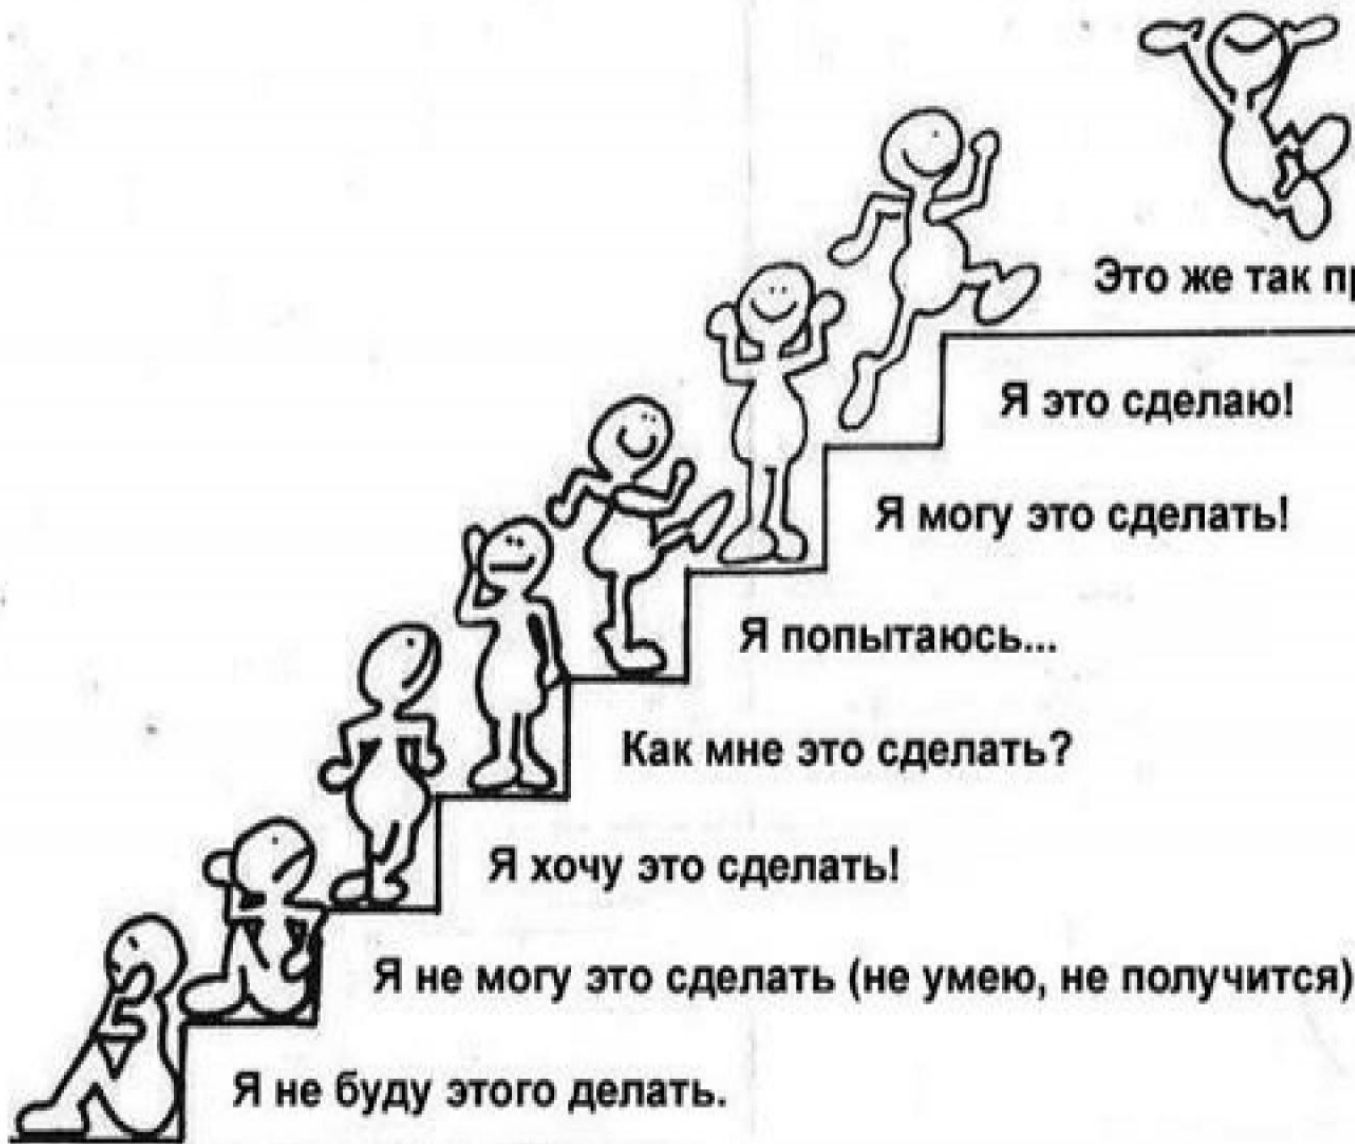 Это же так
Я это сделаю!
Я могу это сделать!
Я попытаюсь...
Как мне это сделать?
Я хочу это сделать!
Я не могу это сделать (не умею, не получится)
Я не буду этого делать.